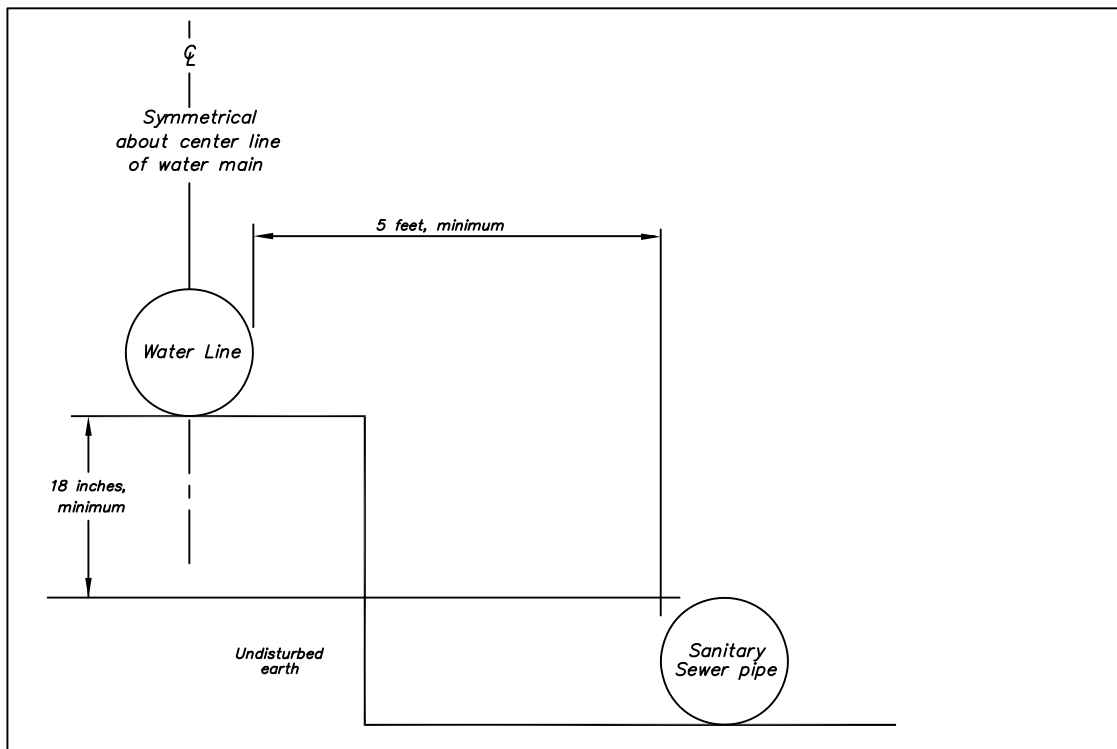 ℄
Symmetrical
about center line
of water main
5 feet, minimum
Water Line
18 inches,
minimum
Undisturbed
earth
Sanitary
Sewer pipe